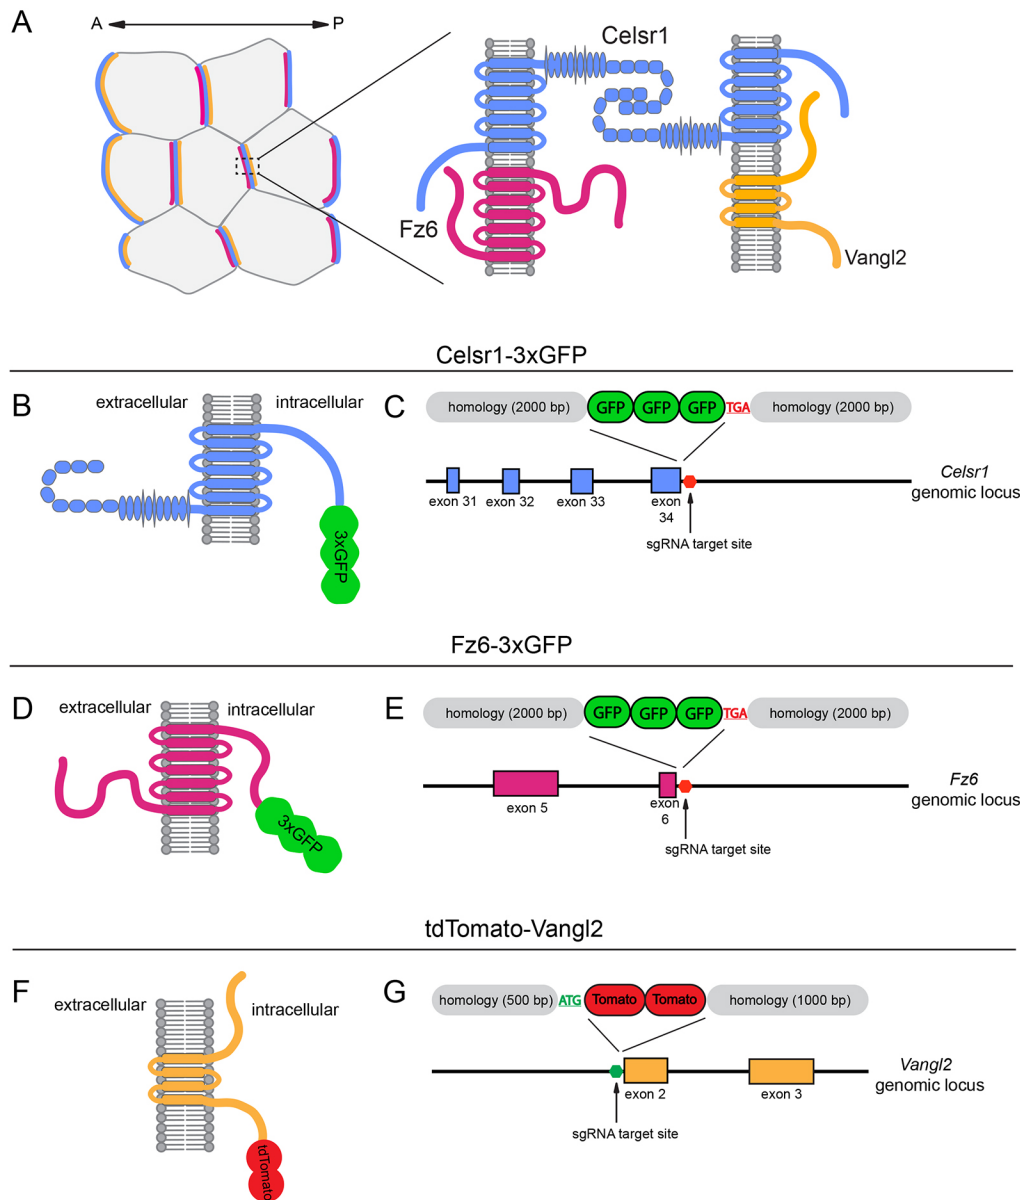 A
A P
Celsr1
Fz6
Vangl2
Celsr1-3xGFP
B
extracellular intracellular
3xGFP
C
homology (2000 bp) GFP GFP GFP TGA homology (2000 bp)
exon 31 exon 32 exon 33 exon
34
Celsr1
genomic locus
sgRNA target site
Fz6-3xGFP
D
extracellular intracellular
3xGFP
E
homology (2000 bp) GFP GFP GFP TGA homology (2000 bp)
exon 5 exon
6
Fz6
genomic locus
sgRNA target site
tdTomato-Vangl2
F
extracellular intracellular
tdTomato
G
homology (500 bp) ATG Tomato Tomato homology (1000 bp)
exon 2 exon 3
Vangl2
genomic locus
sgRNA target site